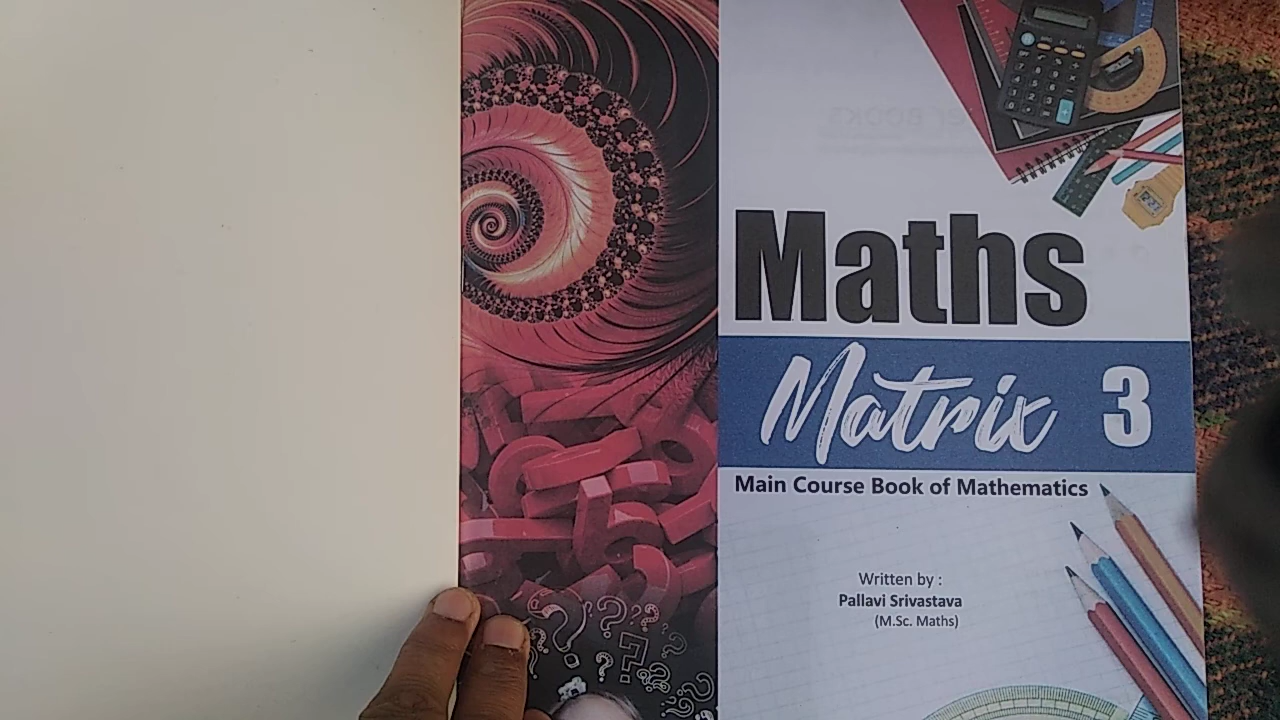 Maths
Matrix 3
Main Course Book of Mathematics
Written by :
Pallavi Srivastava
(M.Sc. Maths)